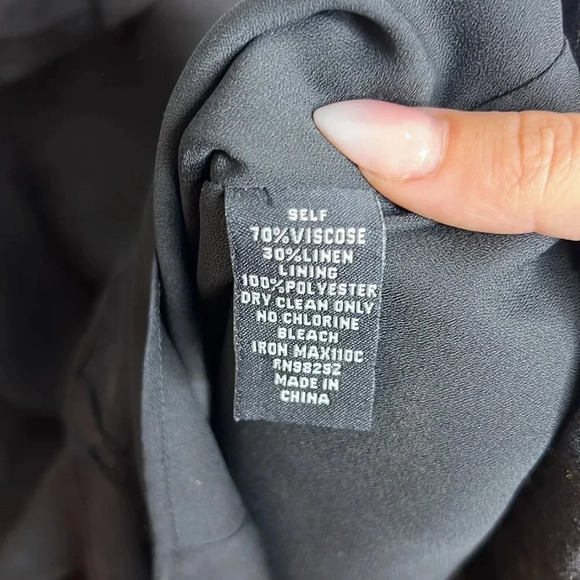 SELF
70%VISCOSE
30%LINEN
LINING
100%POLYESTER
DRY CLEAN ONLY
NO CHLORINE
BLEACH
IRON MAX110C
RN98292
MADE IN
CHINA